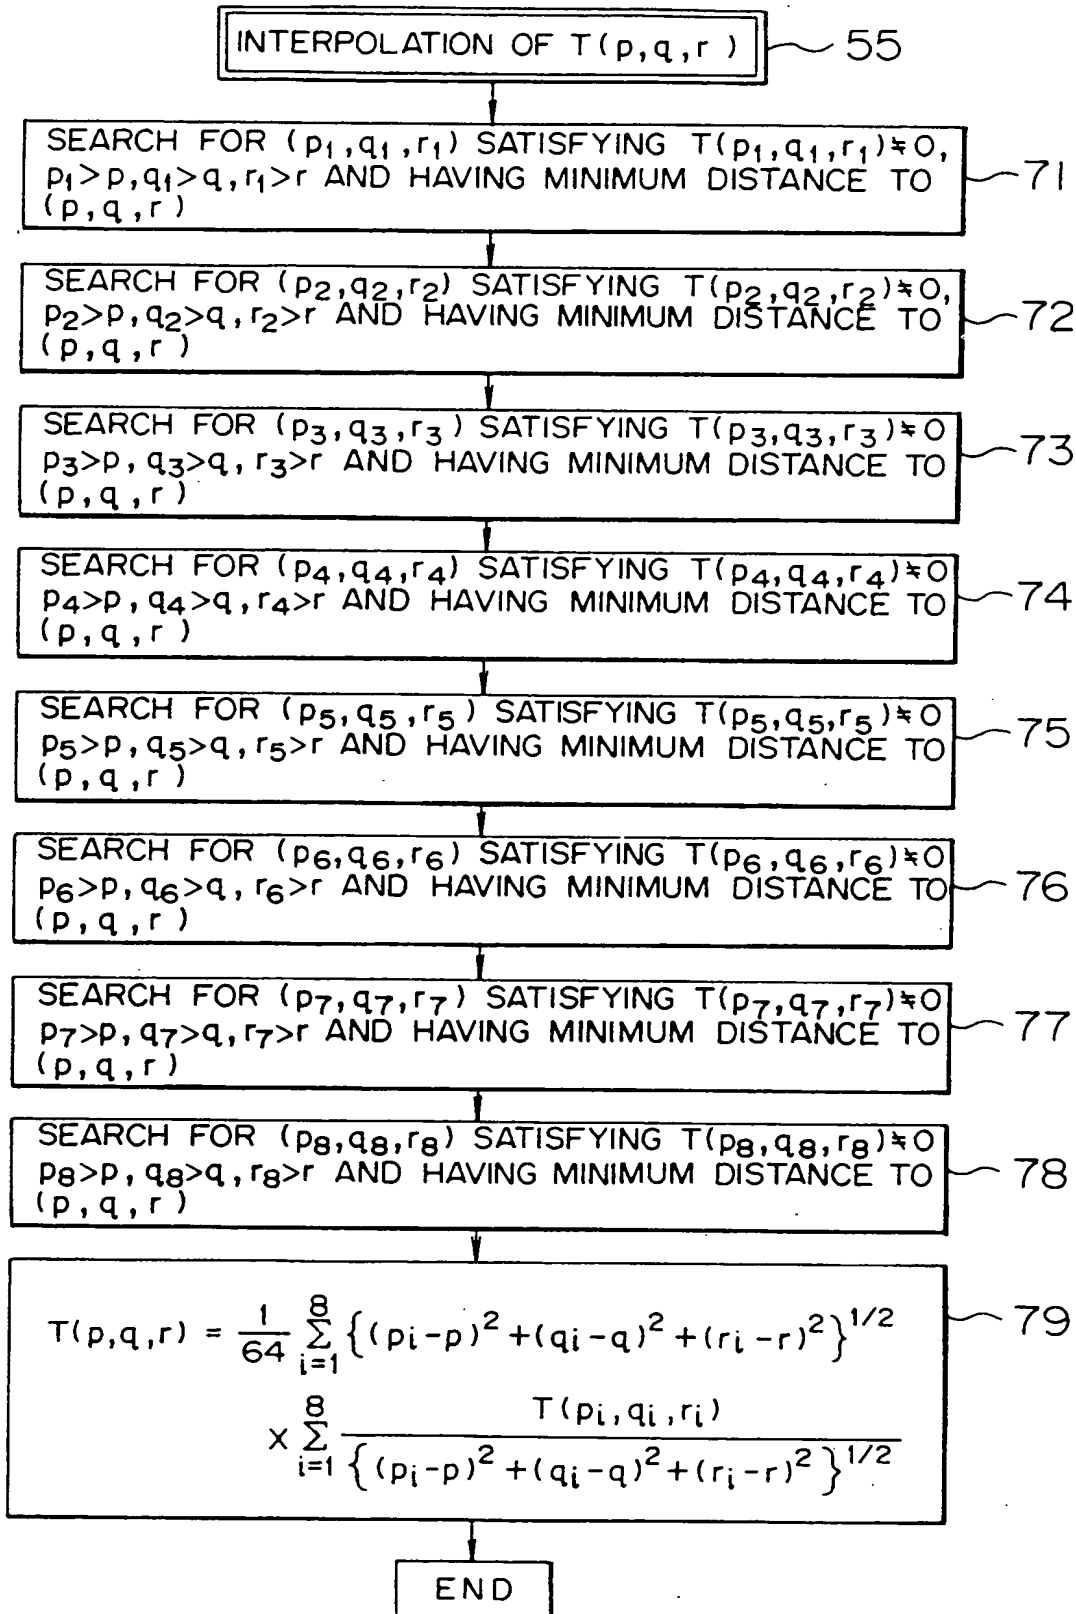 INTERPOLATION OF T(p,q,r) 55
SEARCH FOR (p₁,q₁,r₁) SATISFYING T(p₁,q₁,r₁)≒0,
p₁>p,q₁>q,r₁>r AND HAVING MINIMUM DISTANCE TO
(p,q,r)
71
SEARCH FOR (p₂,q₂,r₂) SATISFYING T(p₂,q₂,r₂)≒0,
p₂>p,q₂>q,r₂>r AND HAVING MINIMUM DISTANCE TO
(p,q,r)
72
SEARCH FOR (p₃,q₃,r₃) SATISFYING T(p₃,q₃,r₃)≒0
p₃>p,q₃>q,r₃>r AND HAVING MINIMUM DISTANCE TO
(p,q,r)
73
SEARCH FOR (p₄,q₄,r₄) SATISFYING T(p₄,q₄,r₄)≒0
p₄>p,q₄>q,r₄>r AND HAVING MINIMUM DISTANCE TO
(p,q,r)
74
SEARCH FOR (p₅,q₅,r₅) SATISFYING T(p₅,q₅,r₅)≒0
p₅>p,q₅>q,r₅>r AND HAVING MINIMUM DISTANCE TO
(p,q,r)
75
SEARCH FOR (p₆,q₆,r₆) SATISFYING T(p₆,q₆,r₆)≒0
p₆>p,q₆>q,r₆>r AND HAVING MINIMUM DISTANCE TO
(p,q,r)
76
SEARCH FOR (p₇,q₇,r₇) SATISFYING T(p₇,q₇,r₇)≒0
p₇>p,q₇>q,r₇>r AND HAVING MINIMUM DISTANCE TO
(p,q,r)
77
SEARCH FOR (p₈,q₈,r₈) SATISFYING T(p₈,q₈,r₈)≒0
p₈>p,q₈>q,r₈>r AND HAVING MINIMUM DISTANCE TO
(p,q,r)
78
T(p,q,r) = 1/64 Σ_{i=1}^{8} {(pᵢ-p)² +(qᵢ-q)² +(rᵢ-r)²}^{1/2}
× Σ_{i=1}^{8} T(pᵢ,qᵢ,rᵢ) / {(pᵢ-p)² +(qᵢ-q)² +(rᵢ-r)²}^{1/2}
79
END